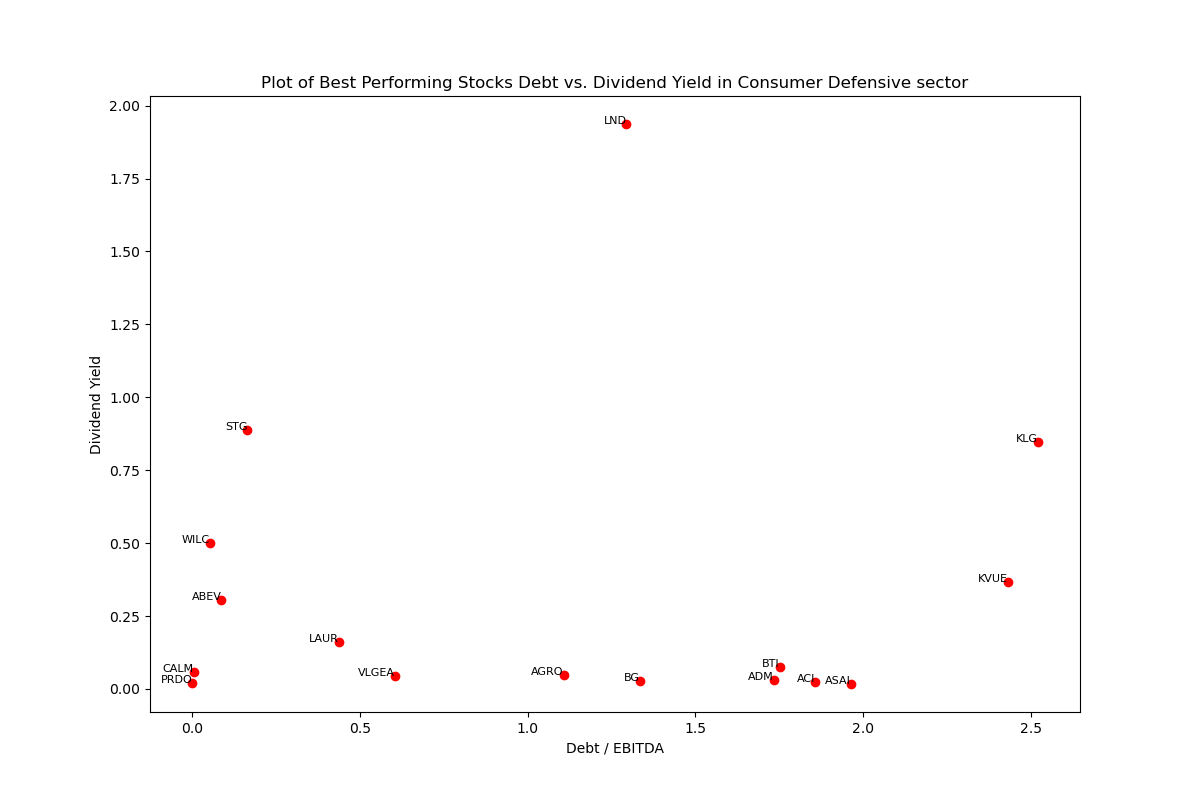 Plot of Best Performing Stocks Debt vs. Dividend Yield in Consumer Defensive sector
2.00
LND
1.75
1.50
1.25
1.00
Dividend Yield
STG
KLG
0.75
WILC
0.50
KVUE
ABEV
0.25
LAUR
BTI
CALM
AGRO
VLGEA
ADM
BG
ACI
PRDO
ASAI
0.00
0.0
0.5
1.0
1.5
2.0
2.5
Debt / EBITDA